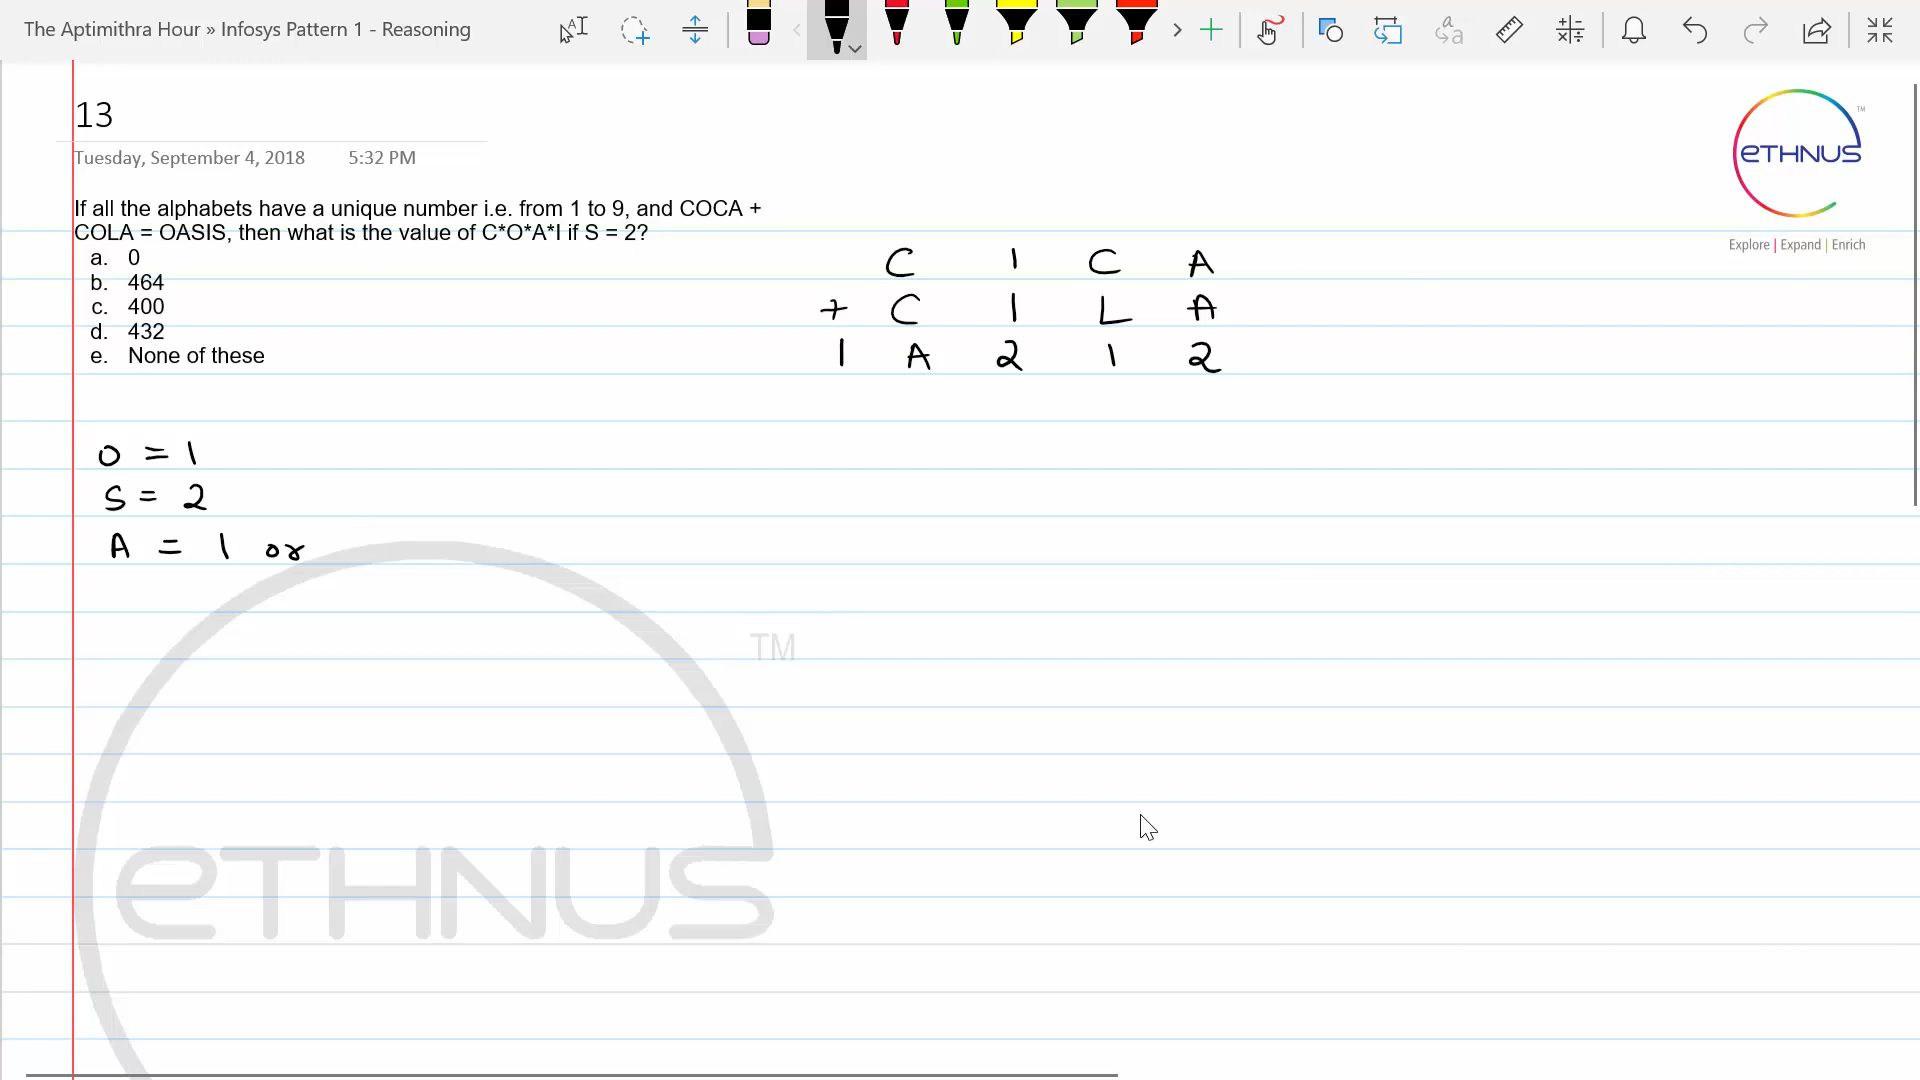 The Aptimithra Hour » Infosys Pattern 1 - Reasoning
13
Tuesday, September 4, 2018 5:32 PM
ETHNUS
TM
Explore | Expand | Enrich
If all the alphabets have a unique number i.e. from 1 to 9, and COCA +
COLA = OASIS, then what is the value of C*O*A*I if S = 2?
a. 0
b. 464
c. 400
d. 432
e. None of these
C 1 C A
+ C 1 L A
1 A 2 1 2
O = 1
S = 2
A = 1 or
TM
eTHNUS